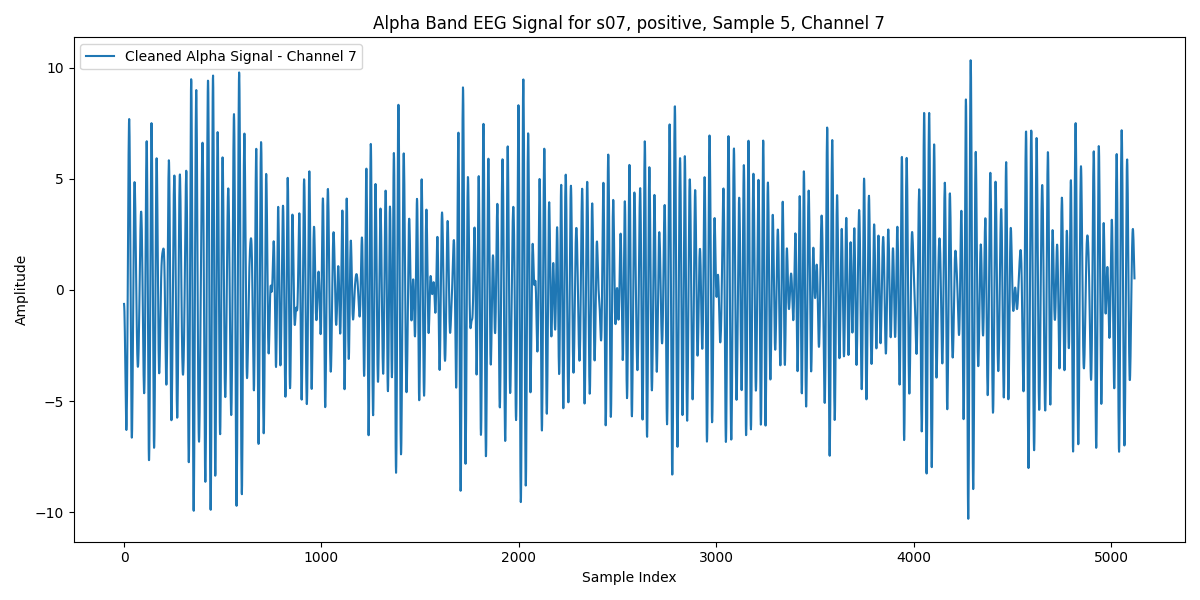 Alpha Band EEG Signal for s07, positive, Sample 5, Channel 7
Cleaned Alpha Signal - Channel 7
10
5
0
−5
−10
Amplitude
0 1000 2000 3000 4000 5000
Sample Index